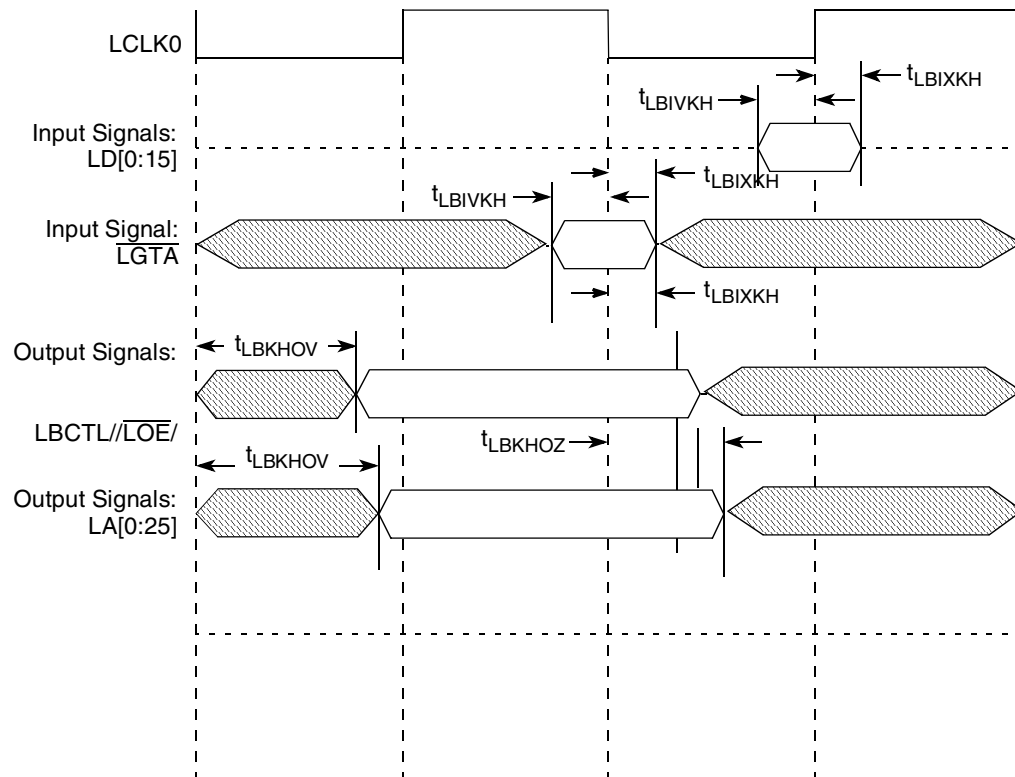 LCLK0
tLBIXKH
tLBIVKH
Input Signals:
LD[0:15]
tLBIXKH
tLBIVKH
Input Signal:
LGTA
tLBIXKH
Output Signals:
tLBKHOV
LBCTL//LOE/
tLBKHOZ
tLBKHOV
Output Signals:
LA[0:25]